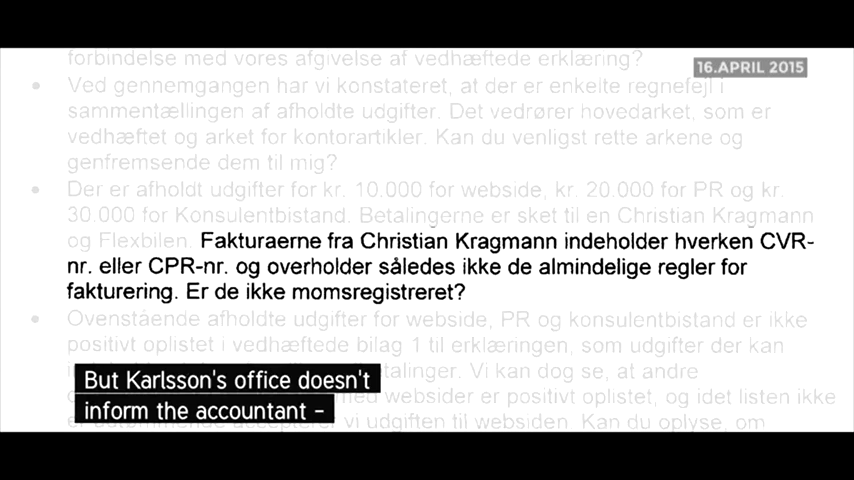 forbindelse med vores afgivelse af vedhæftede erklæring?
16.APRIL 2015
• Ved gennemgangen har vi konstateret, at der er enkelte regnefejl i
sammentællingen af afholdte udgifter. Det vedrører hovedarket, som er
vedhæftet og arket for kontorartikler. Kan du venligst rette arkene og
genfremsende dem til mig?
• Der er afholdt udgifter for kr. 10.000 for webside, kr. 20.000 for PR og kr.
30.000 for Konsulentbistand. Betalingerne er sket til en Christian Kragmann
og Flexbilen. Fakturaerne fra Christian Kragmann indeholder hverken CVR-
nr. eller CPR-nr. og overholder således ikke de almindelige regler for
fakturering. Er de ikke momsregistreret?
• Ovenstående afholdte udgifter for webside, PR og konsulentbistand er ikke
positivt oplistet i vedhæftede bilag 1 til erklæringen, som udgifter der kan
. Vi kan dog se, at andre
websider er positivt oplistet, og idet listen ikke
vi udgiften til websiden. Kan du oplyse, om
But Karlsson's office doesn't
inform the accountant –